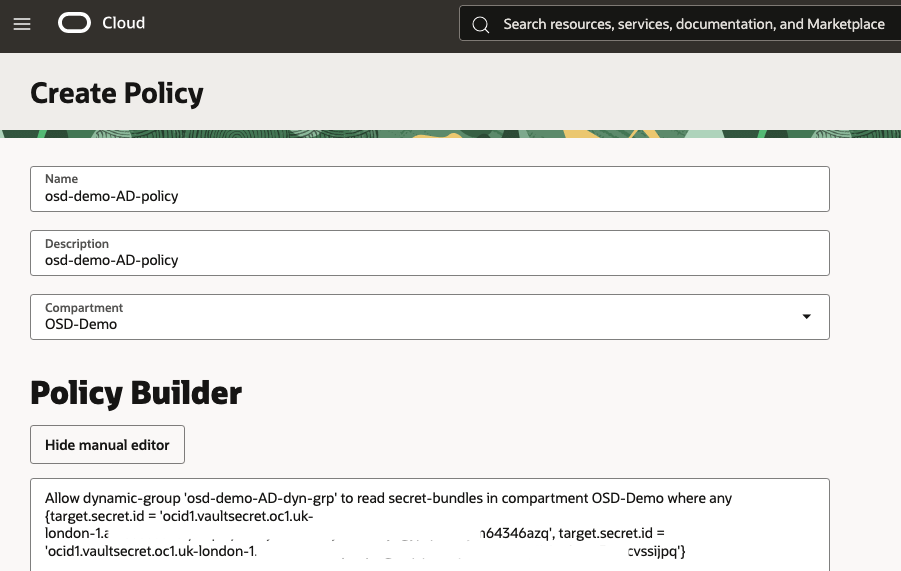 Cloud
Search resources, services, documentation, and Marketplace
Create Policy
Name
osd-demo-AD-policy
Description
osd-demo-AD-policy
Compartment
OSD-Demo
Policy Builder
Hide manual editor
Allow dynamic-group 'osd-demo-AD-dyn-grp' to read secret-bundles in compartment OSD-Demo where any
{target.secret.id = 'ocid1.vaultsecret.oc1.uk-
london-1.a n64346azq', target.secret.id =
'ocid1.vaultsecret.oc1.uk-london-1. cvssijpq'}